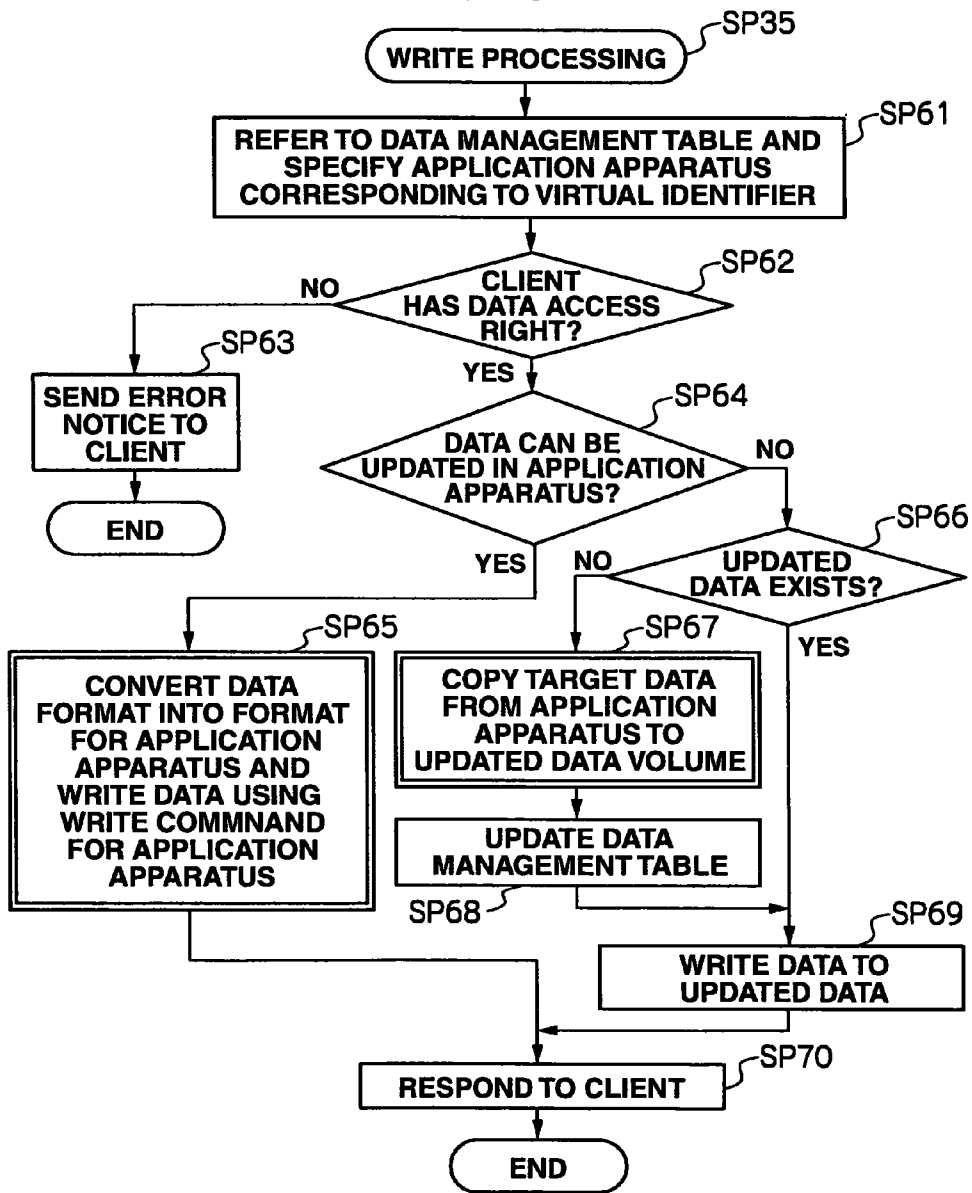 SP35
WRITE PROCESSING
SP61
REFER TO DATA MANAGEMENT TABLE AND
SPECIFY APPLICATION APPARATUS
CORRESPONDING TO VIRTUAL IDENTIFIER
SP62
CLIENT
HAS DATA ACCESS
RIGHT?
NO
YES
SP63
SEND ERROR
NOTICE TO
CLIENT
END
SP64
DATA CAN BE
UPDATED IN APPLICATION
APPARATUS?
NO
YES
SP66
UPDATED
DATA EXISTS?
NO
YES
SP65
CONVERT DATA
FORMAT INTO FORMAT
FOR APPLICATION
APPARATUS AND
WRITE DATA USING
WRITE COMMNAND
FOR APPLICATION
APPARATUS
SP67
COPY TARGET DATA
FROM APPLICATION
APPARATUS TO
UPDATED DATA VOLUME
UPDATE DATA
MANAGEMENT TABLE
SP68
SP69
WRITE DATA TO
UPDATED DATA
SP70
RESPOND TO CLIENT
END